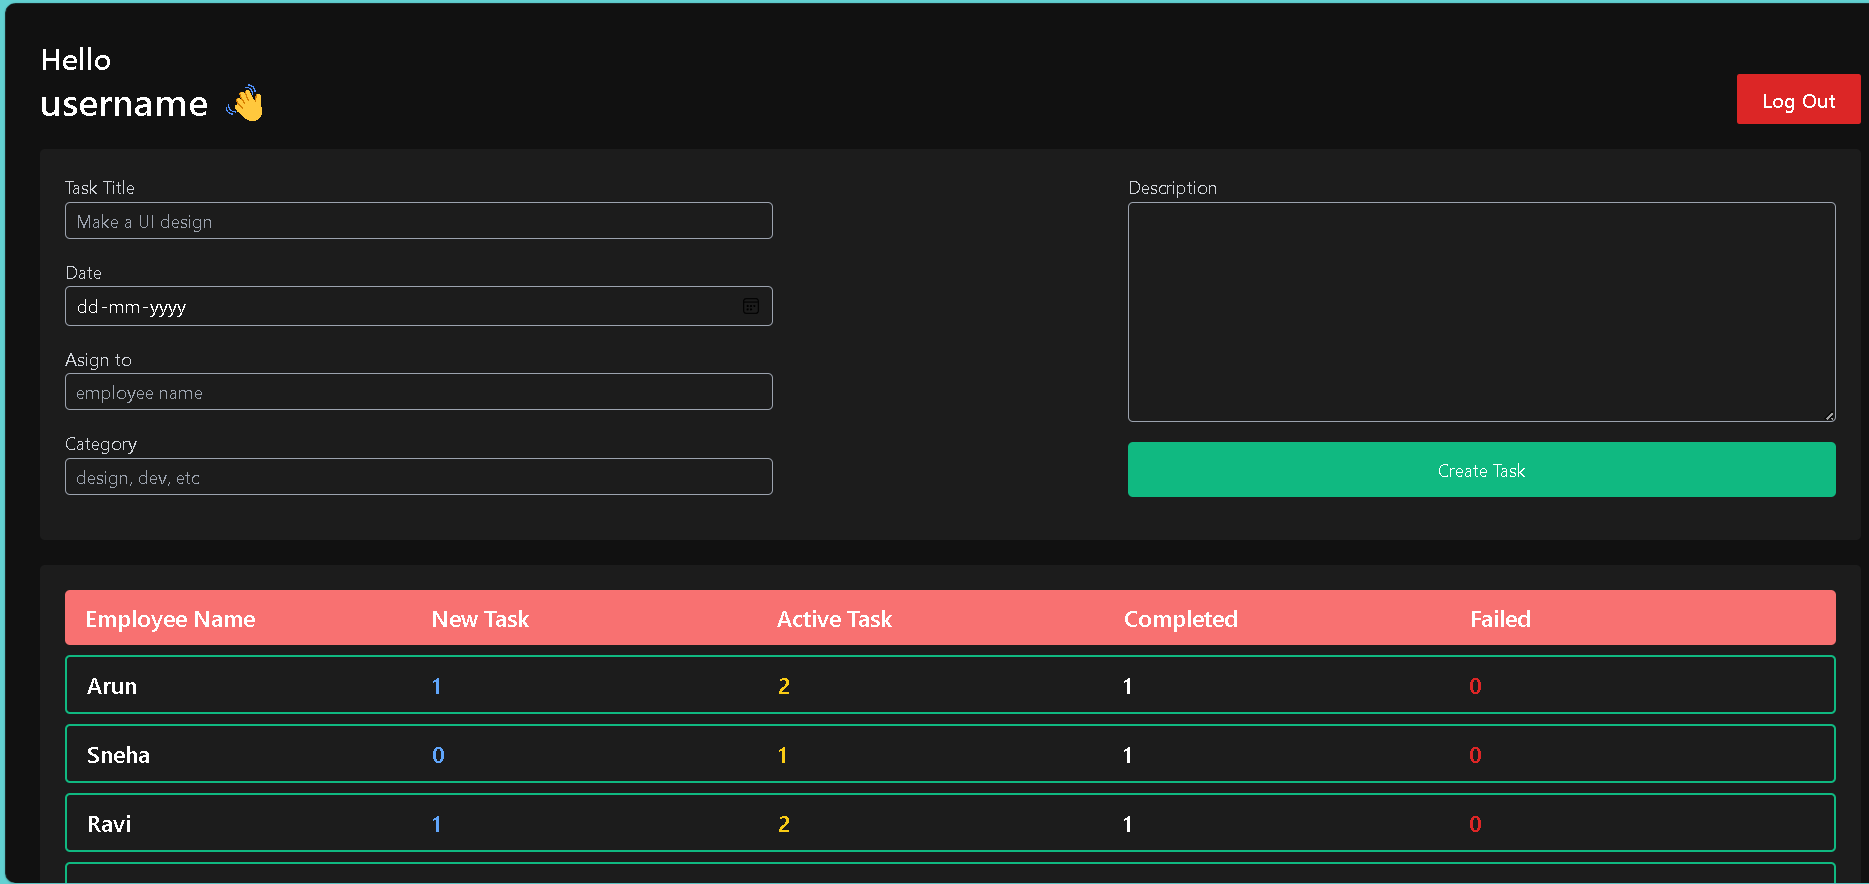 Hello
username 👋
Log Out
Task Title
Make a UI design
Date
dd-mm-yyyy
Asign to
employee name
Category
design, dev, etc
Description
Create Task
Employee Name New Task Active Task Completed Failed
Arun 1 2 1 0
Sneha 0 1 1 0
Ravi 1 2 1 0